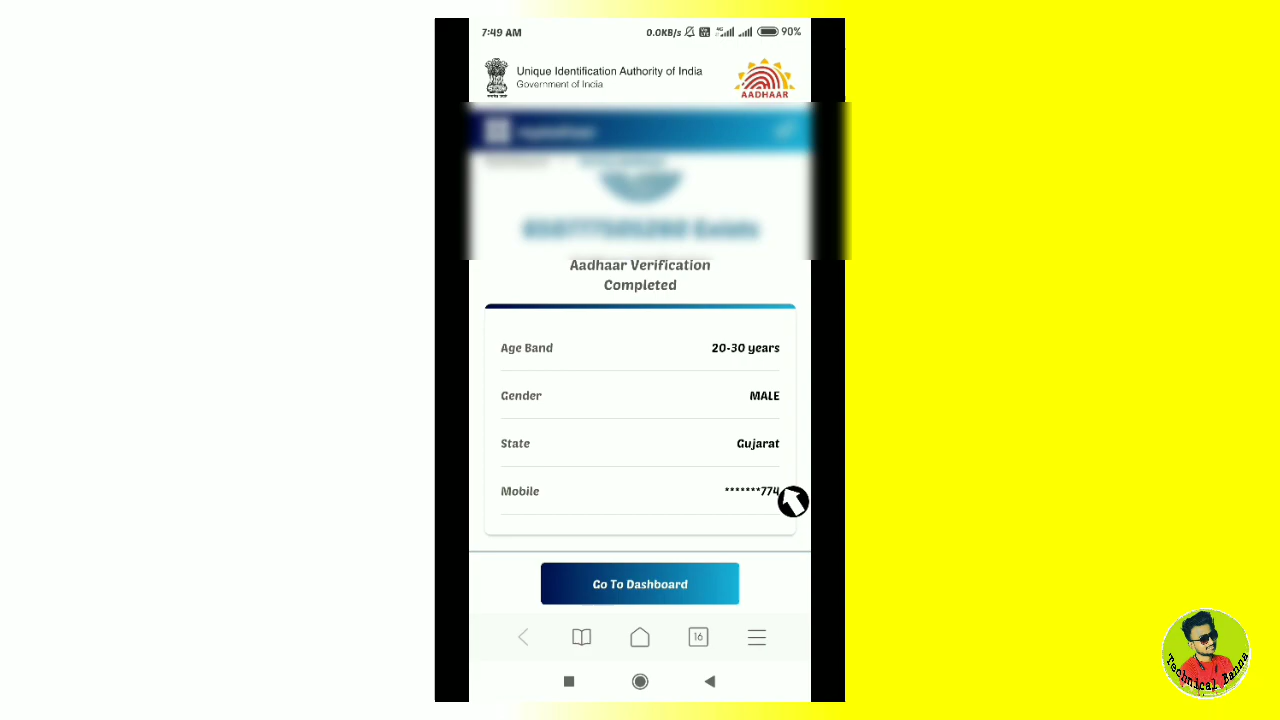 7:49 AM 0.0KB/s 4G 90%
Unique Identification Authority of India
Government of India
AADHAAR
Aadhaar Verification
Completed
Age Band 20-30 years
Gender MALE
State Gujarat
Mobile *******774
Go To Dashboard
16
Technical Banna